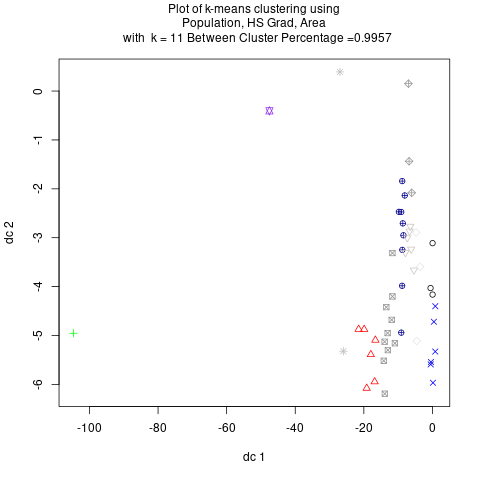 Plot of k-means clustering using
Population, HS Grad, Area
with  k = 11 Between Cluster Percentage =0.9957
0
-1
-2
-3
-4
-5
-6
dc 2
-100
-80
-60
-40
-20
0
dc 1